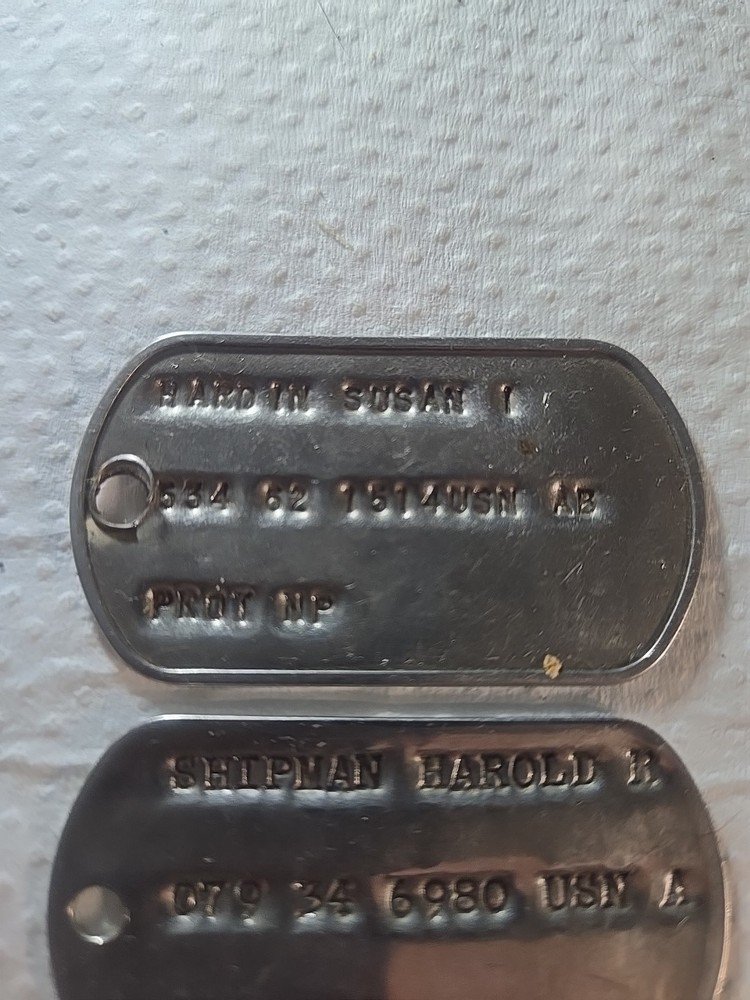 HARDIN SUSAN I
534 62 1514USN AB
PROT NP
SHIPMAN HAROLD R
079 34 6980 USN A